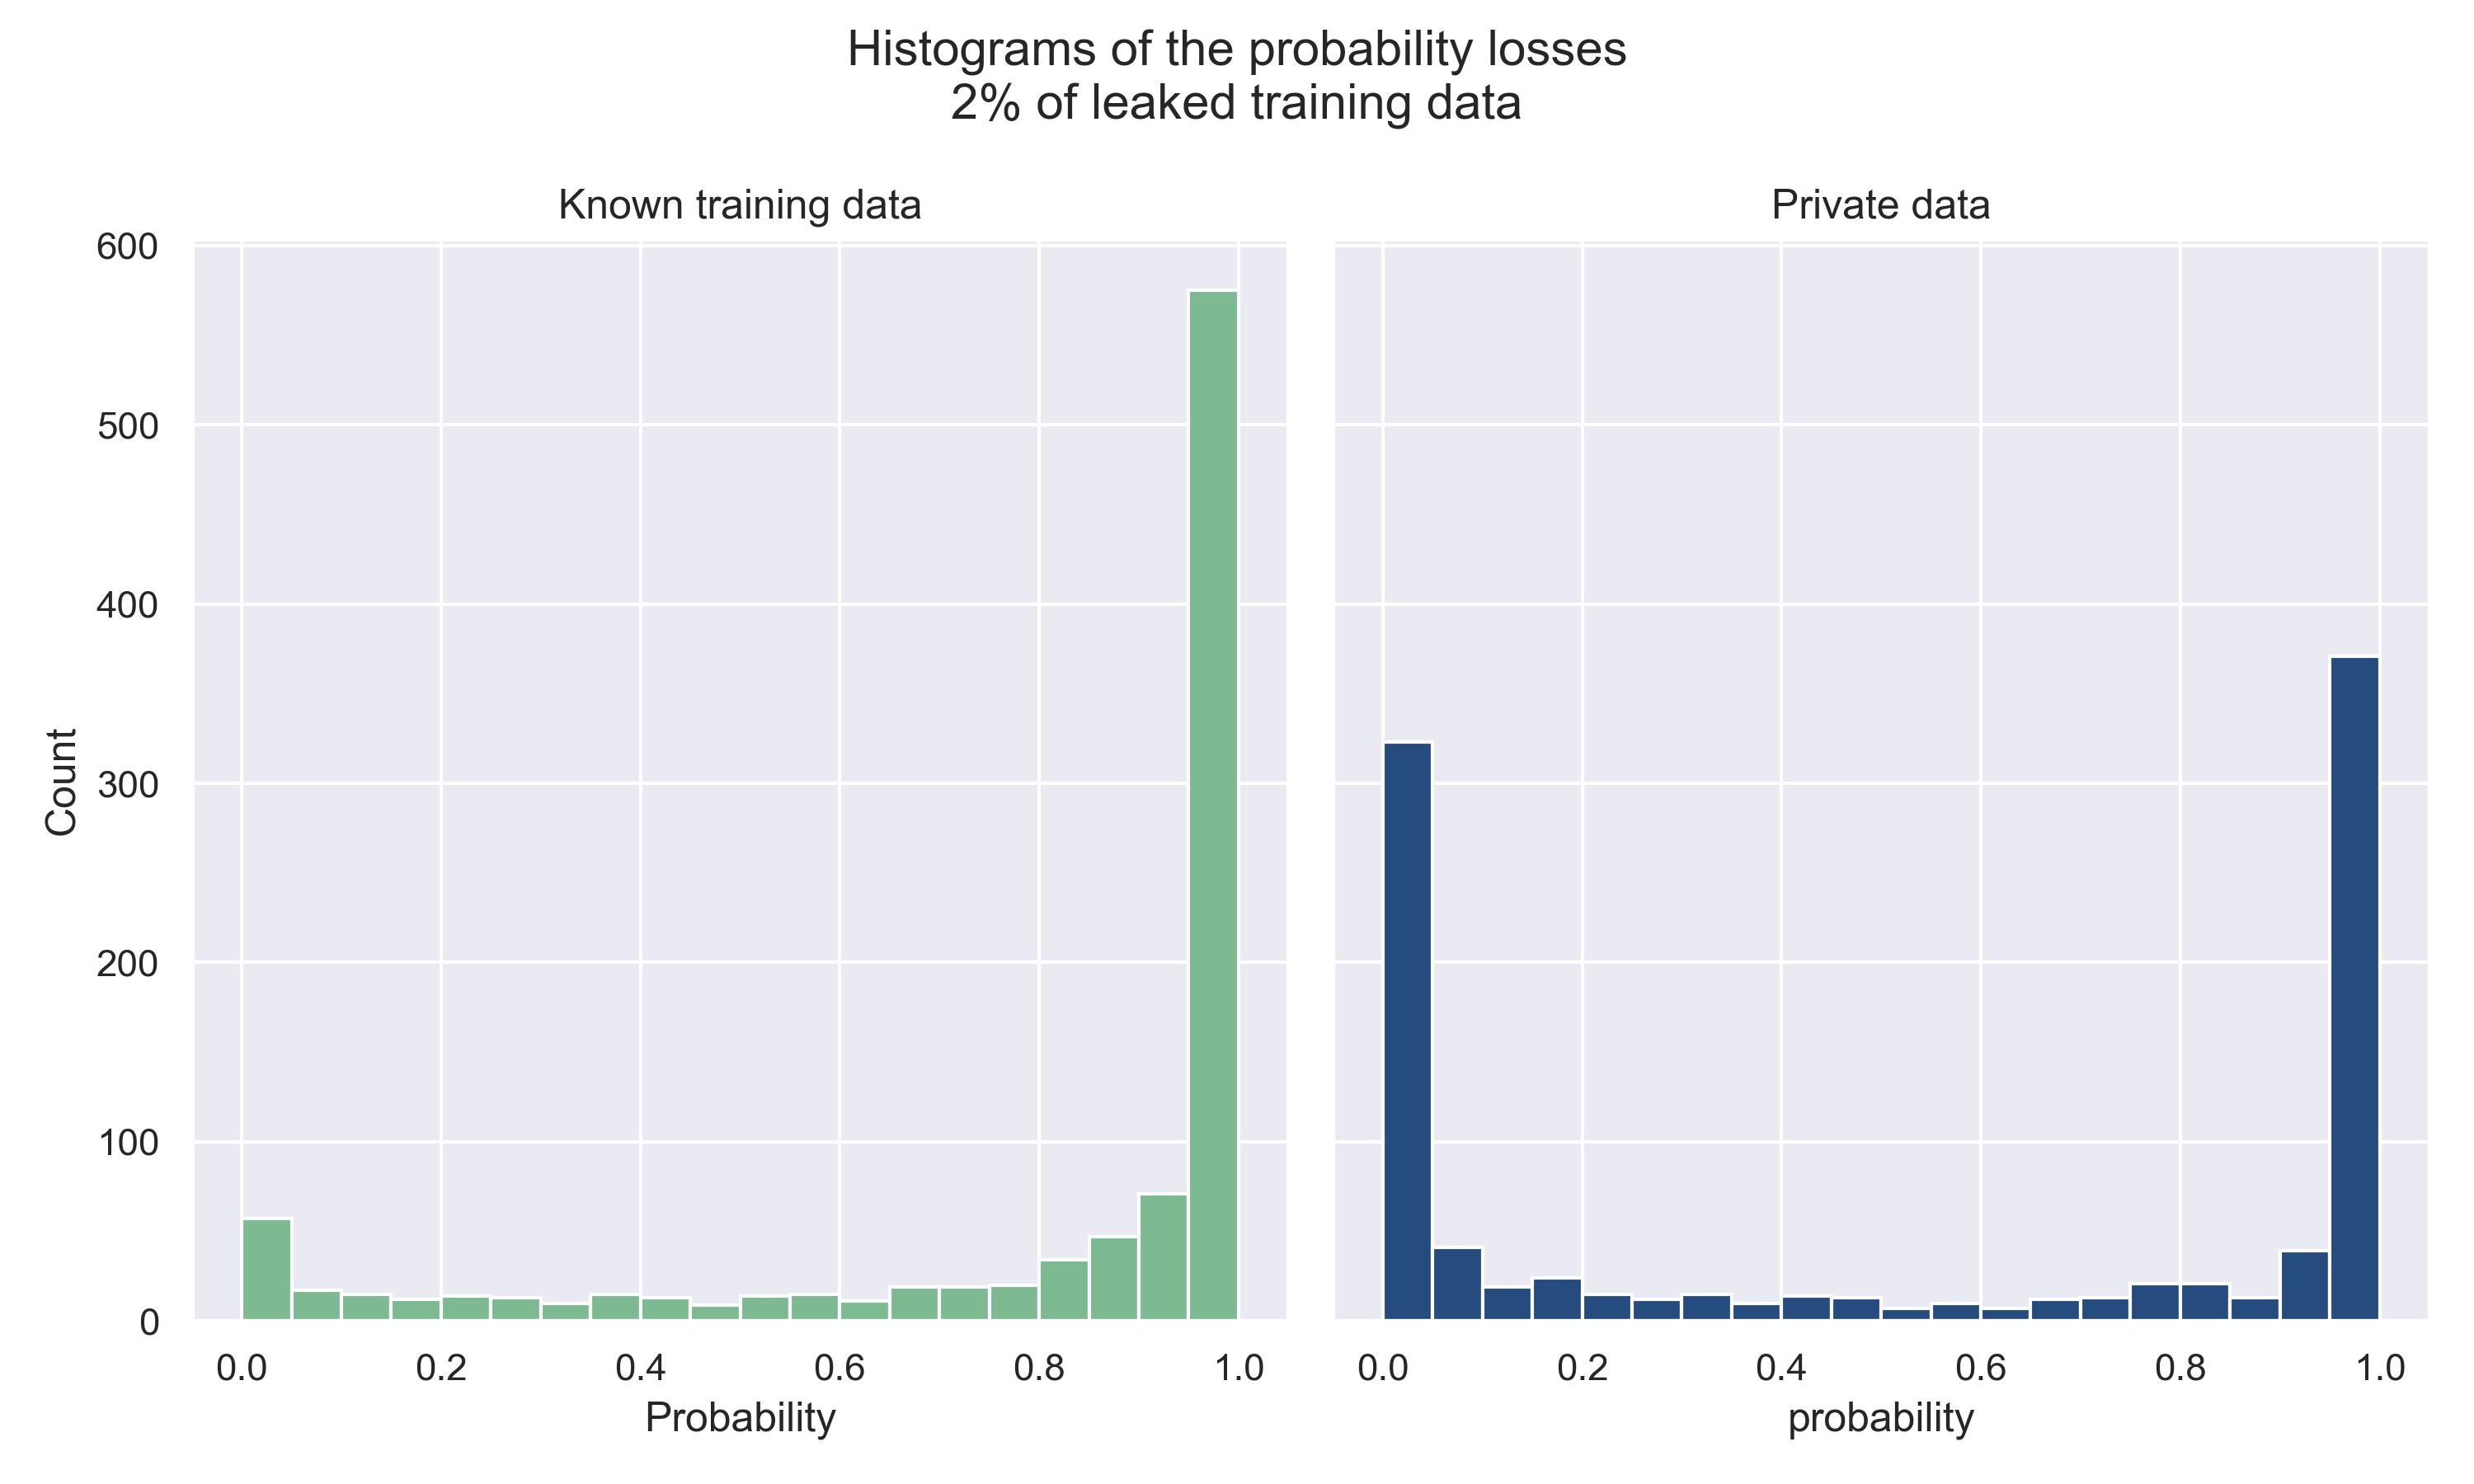 Histograms of the probability losses
2% of leaked training data
Known training data
Private data
600
500
400
300
200
100
0
Count
0.0 0.2 0.4 0.6 0.8 1.0
Probability
0.0 0.2 0.4 0.6 0.8 1.0
probability